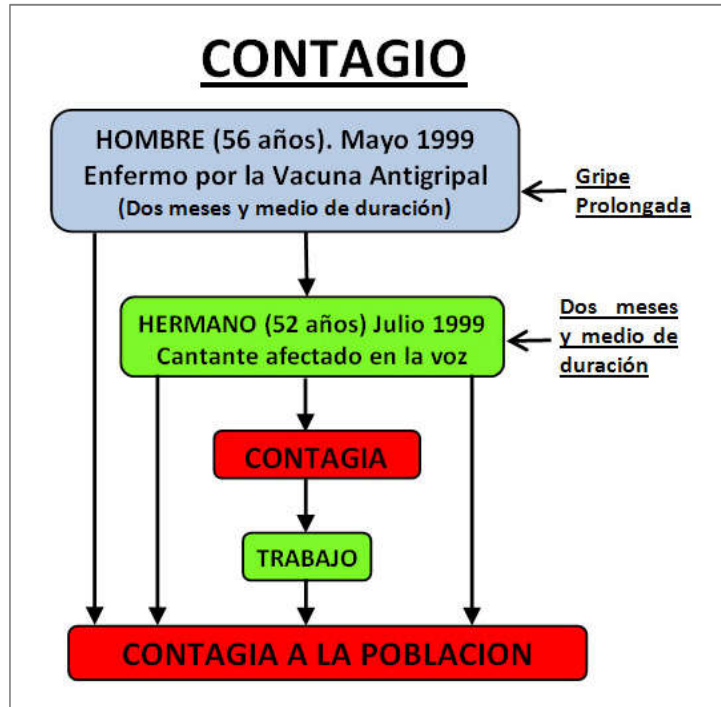 CONTAGIO
HOMBRE (56 años). Mayo 1999
Enfermo por la Vacuna Antigripal
(Dos meses y medio de duración)
Gripe
Prolongada
HERMANO (52 años) Julio 1999
Cantante afectado en la voz
Dos meses
y medio de
duración
CONTAGIA
TRABAJO
CONTAGIA A LA POBLACION